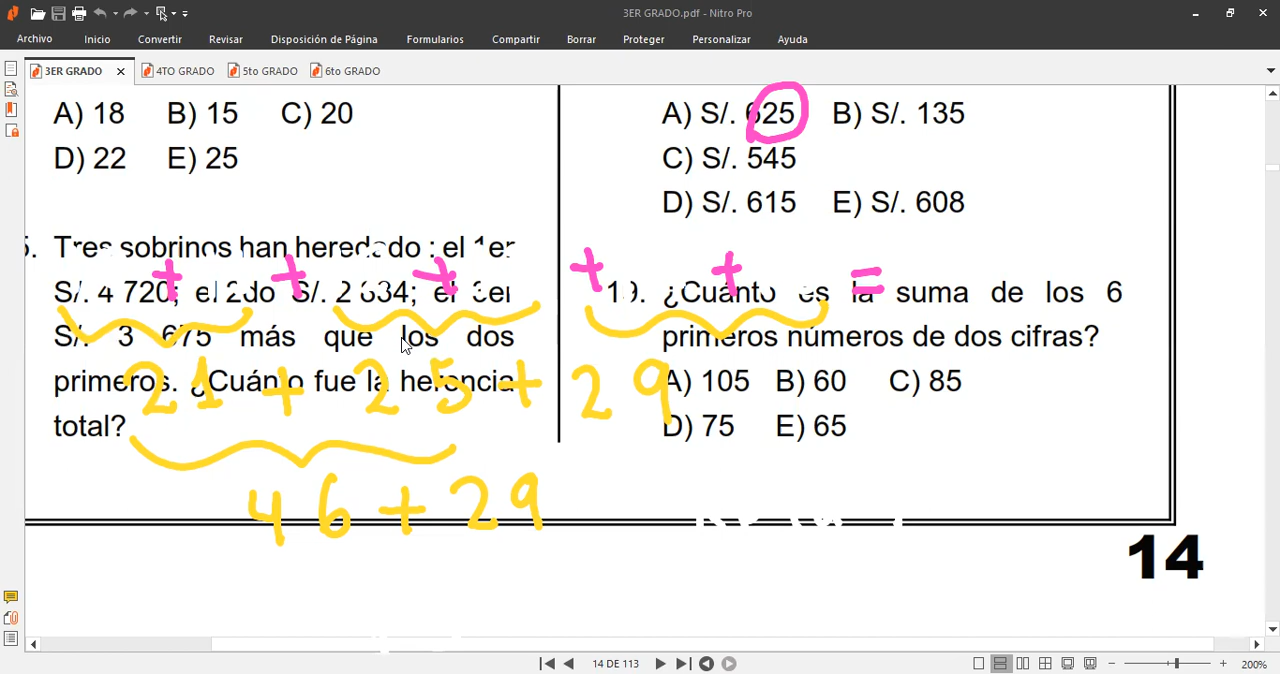 3ER GRADO.pdf - Nitro Pro
Archivo Inicio Convertir Revisar Disposición de Página Formularios Compartir Borrar Proteger Personalizar Ayuda
3ER GRADO 4TO GRADO 5to GRADO 6to GRADO
A) 18 B) 15 C) 20
D) 22 E) 25
5. Tres sobrinos han heredado : el 1er
S/. 4 720; el 2do S/. 2 834; el 3er
S/. 3 675 más que los dos
primeros. ¿Cuánto fue la herencia
total?
+ + + + + =
21 + 25 + 29
46 + 29
A) S/. 625 B) S/. 135
C) S/. 545
D) S/. 615 E) S/. 608
19. ¿Cuánto es la suma de los 6
primeros números de dos cifras?
A) 105 B) 60 C) 85
D) 75 E) 65
14
14 DE 113
200%